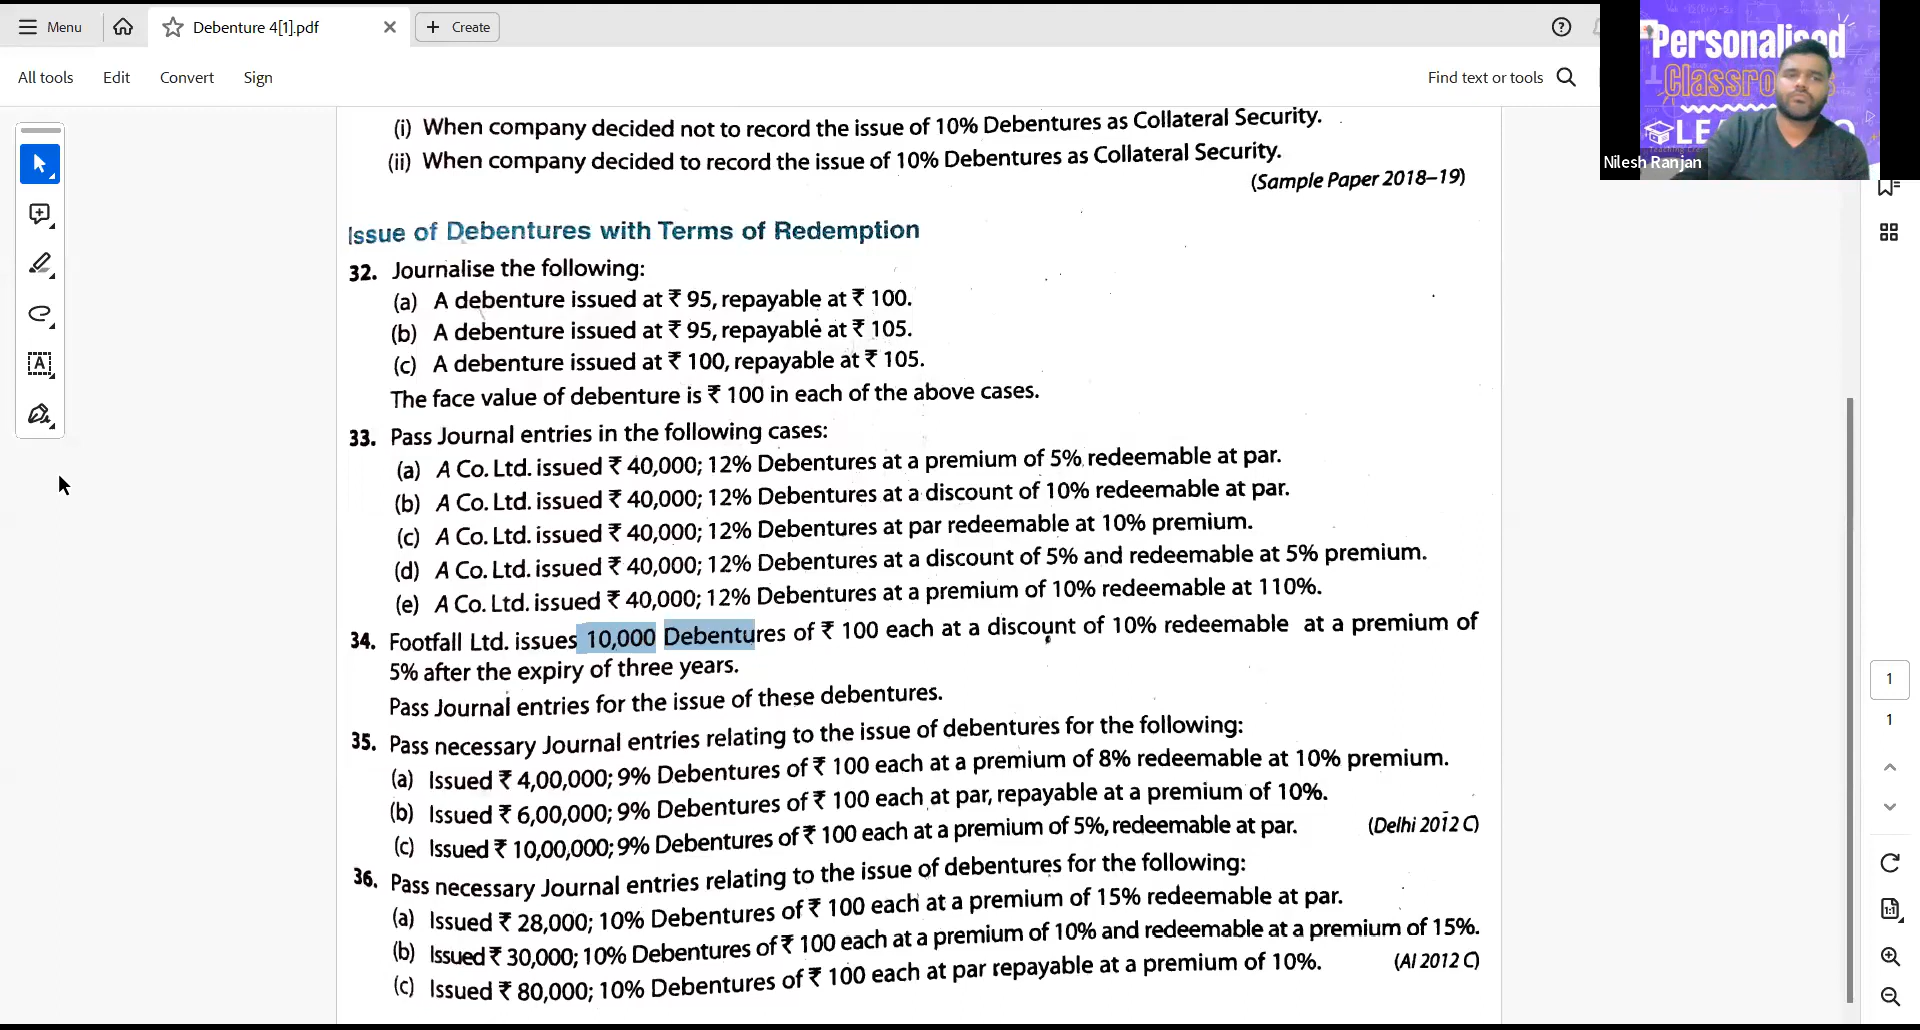 Menu
Debenture 4[1].pdf
Create
All tools
Edit
Convert
Sign
Find text or tools
Personalised
Nilesh Ranjan
(i) When company decided not to record the issue of 10% Debentures as Collateral Security.
(ii) When company decided to record the issue of 10% Debentures as Collateral Security.
(Sample Paper 2018–19)
Issue of Debentures with Terms of Redemption
32. Journalise the following:
(a) A debenture issued at ₹ 95, repayable at ₹ 100.
(b) A debenture issued at ₹ 95, repayable at ₹ 105.
(c) A debenture issued at ₹ 100, repayable at ₹ 105.
The face value of debenture is ₹ 100 in each of the above cases.
33. Pass Journal entries in the following cases:
(a) A Co. Ltd. issued ₹ 40,000; 12% Debentures at a premium of 5% redeemable at par.
(b) A Co. Ltd. issued ₹ 40,000; 12% Debentures at a discount of 10% redeemable at par.
(c) A Co. Ltd. issued ₹ 40,000; 12% Debentures at par redeemable at 10% premium.
(d) A Co. Ltd. issued ₹ 40,000; 12% Debentures at a discount of 5% and redeemable at 5% premium.
(e) A Co. Ltd. issued ₹ 40,000; 12% Debentures at a premium of 10% redeemable at 110%.
34. Footfall Ltd. issues 10,000 Debentures of ₹ 100 each at a discount of 10% redeemable at a premium of
5% after the expiry of three years.
Pass Journal entries for the issue of these debentures.
35. Pass necessary Journal entries relating to the issue of debentures for the following:
(a) Issued ₹ 4,00,000; 9% Debentures of ₹ 100 each at a premium of 8% redeemable at 10% premium.
(b) Issued ₹ 6,00,000; 9% Debentures of ₹ 100 each at par, repayable at a premium of 10%.
(c) Issued ₹ 10,00,000; 9% Debentures of ₹ 100 each at a premium of 5%, redeemable at par. (Delhi 2012 C)
36. Pass necessary Journal entries relating to the issue of debentures for the following:
(a) Issued ₹ 28,000; 10% Debentures of ₹ 100 each at a premium of 15% redeemable at par.
(b) Issued ₹ 30,000; 10% Debentures of ₹ 100 each at a premium of 10% and redeemable at a premium of 15%.
(c) Issued ₹ 80,000; 10% Debentures of ₹ 100 each at par repayable at a premium of 10%. (AI 2012 C)
1
1